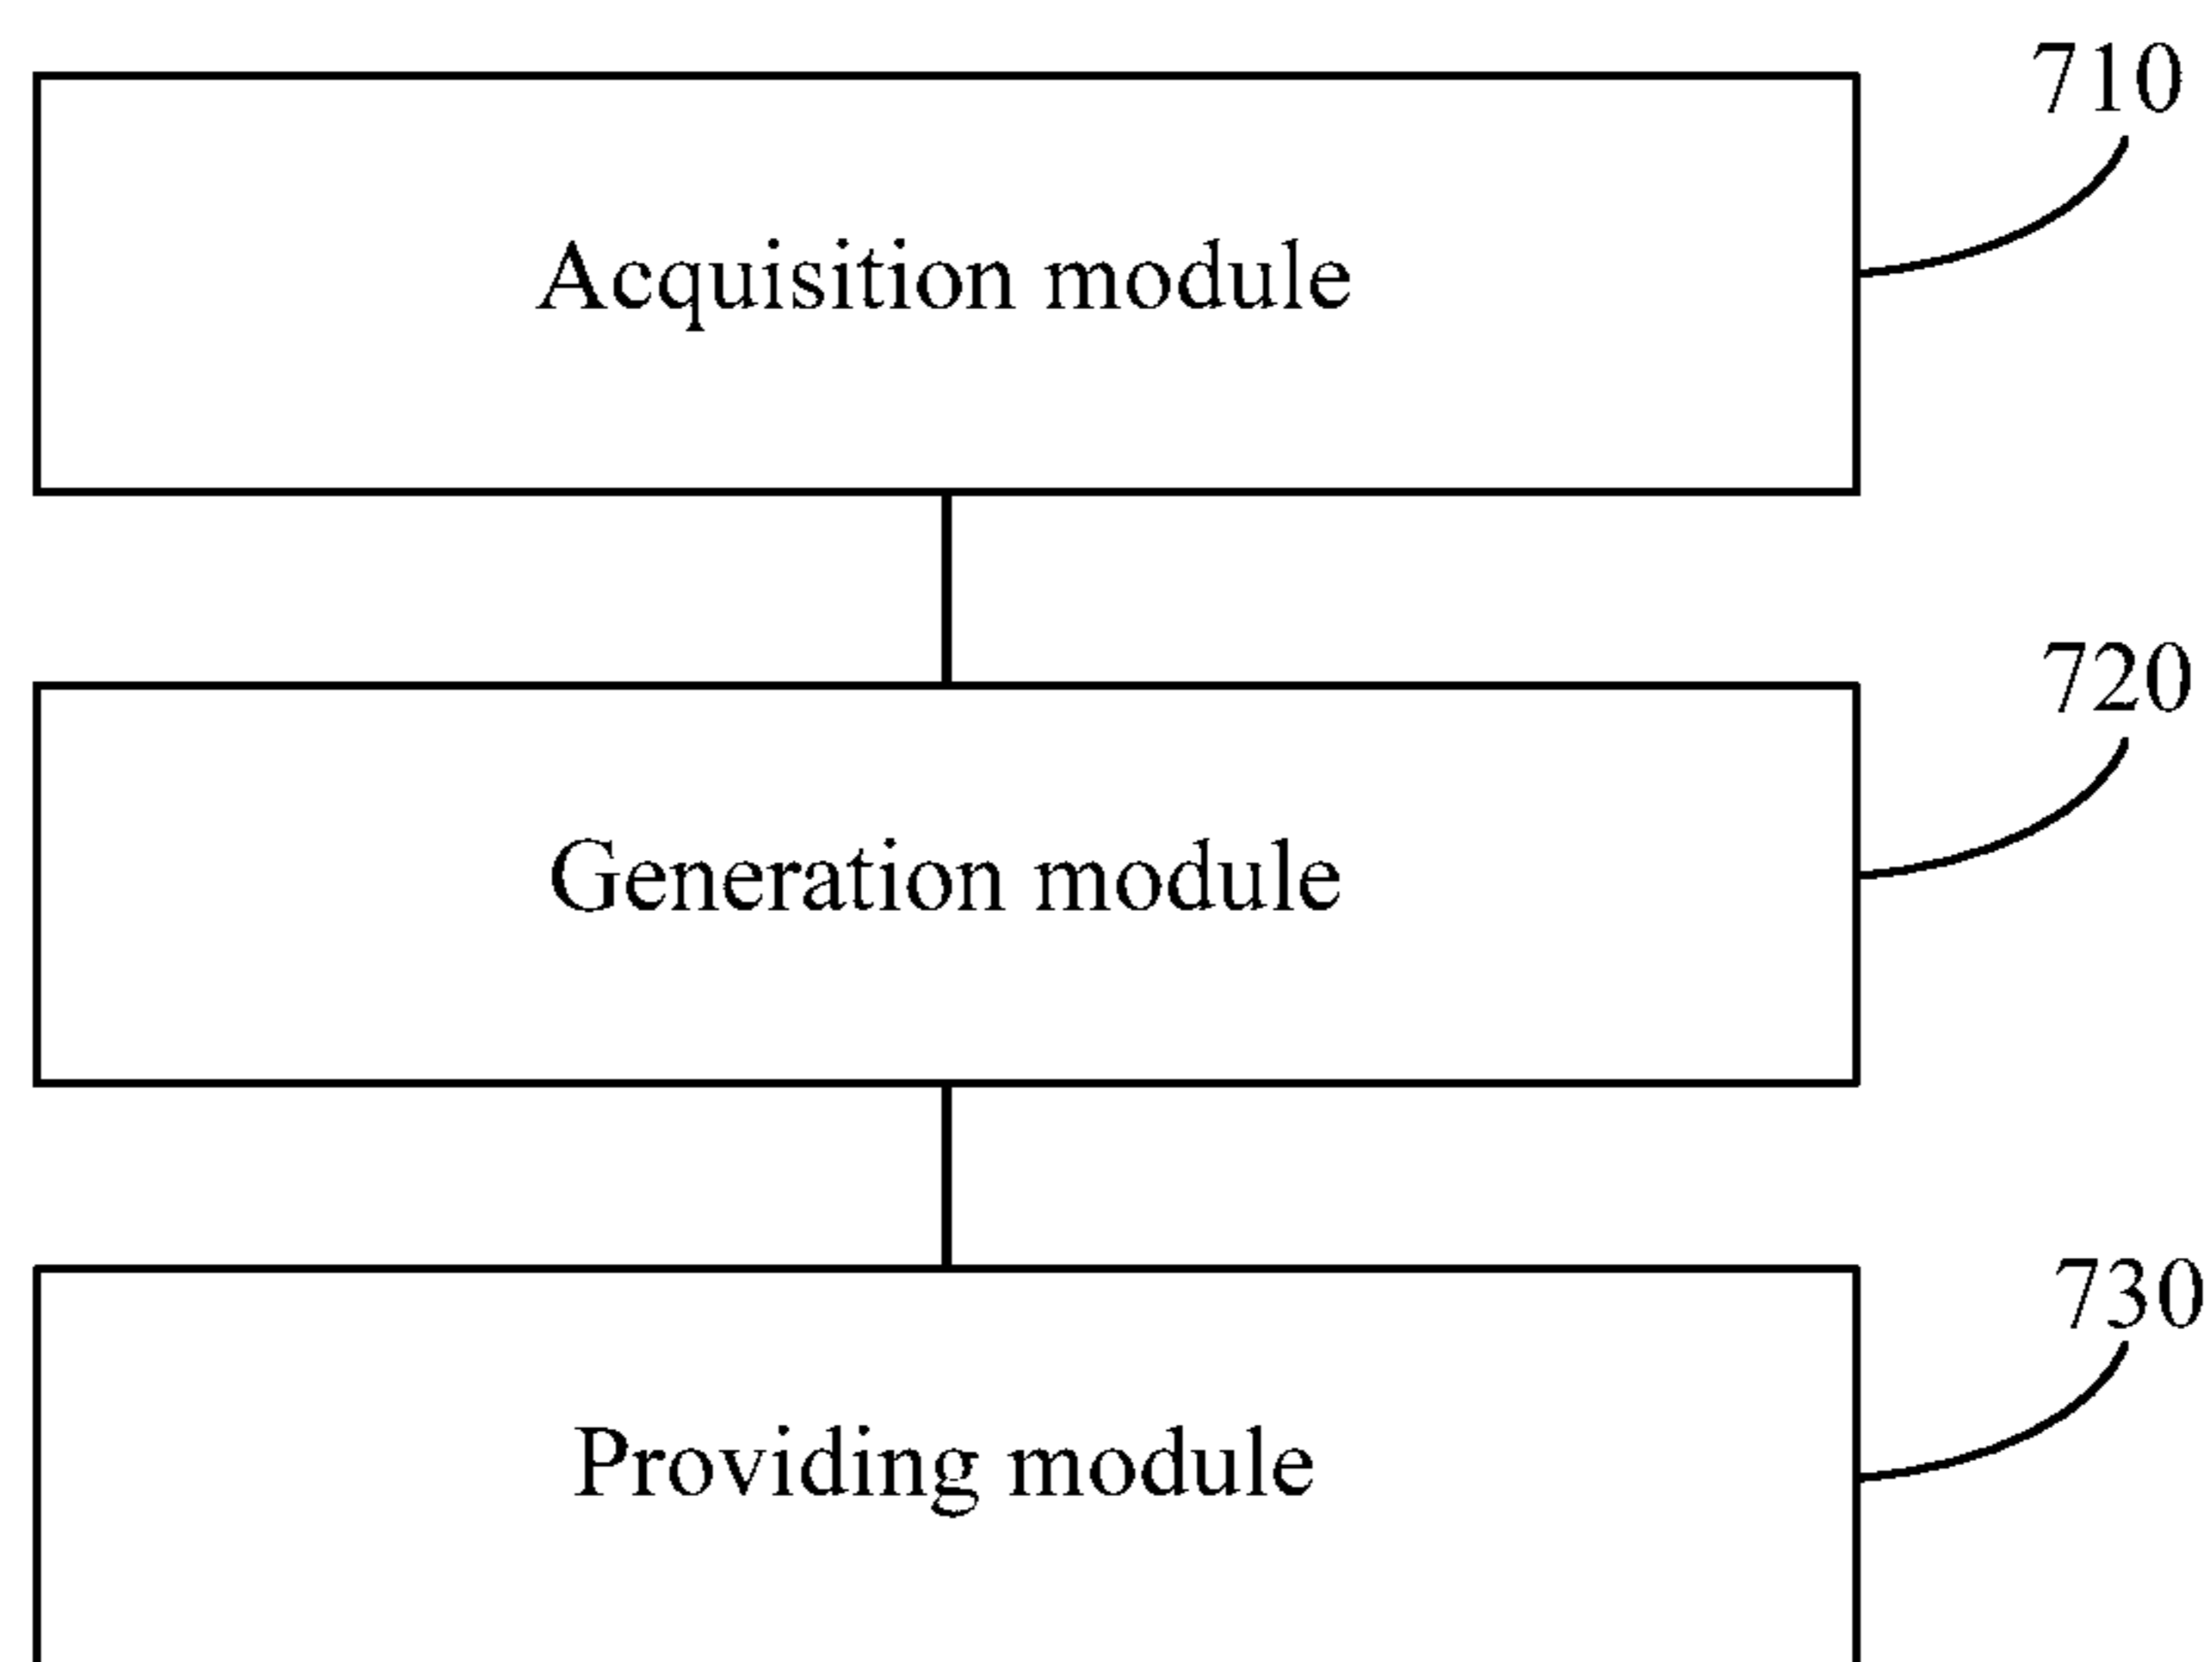 710
Acquisition module
720
Generation module
730
Providing module